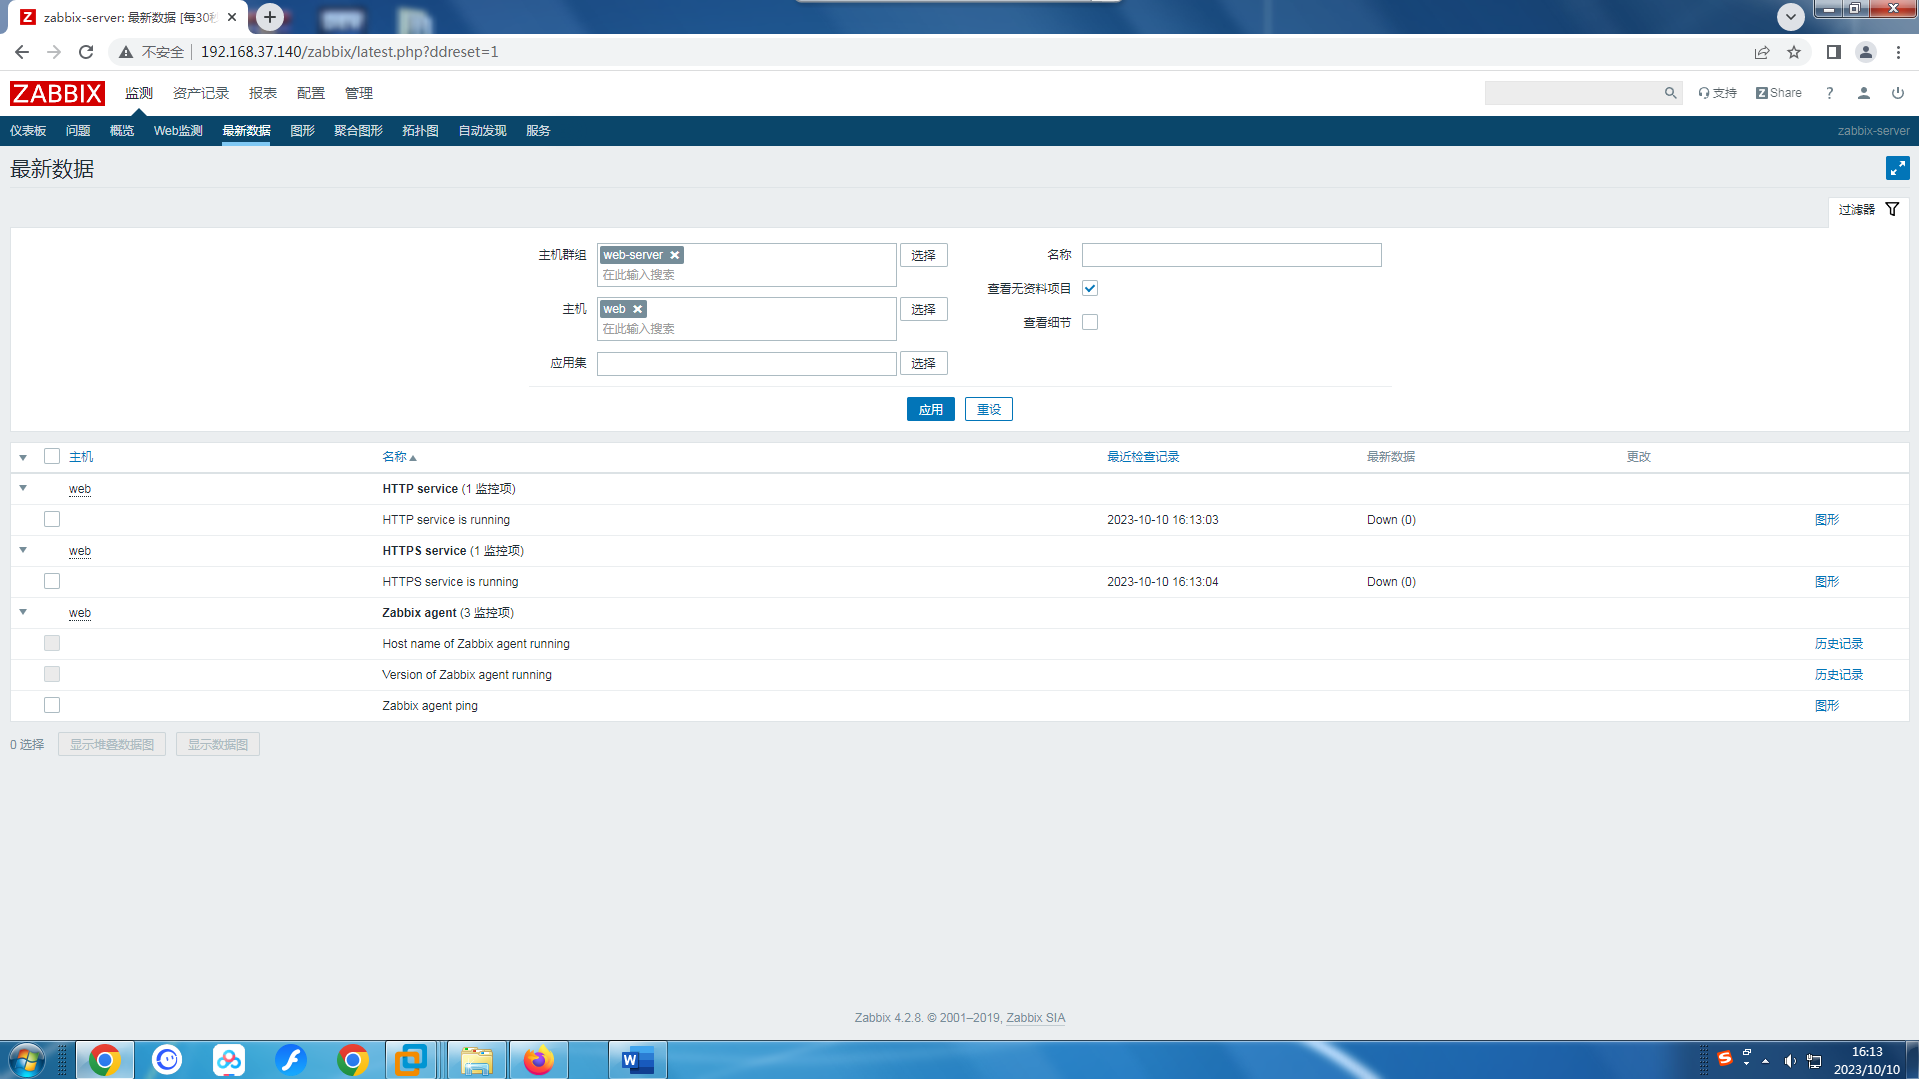 zabbix-server: 最新数据 [每30秒
不安全 192.168.37.140/zabbix/latest.php?ddreset=1
ZABBIX 监测 资产记录 报表 配置 管理 支持 Z Share ?
仪表板 问题 概览 Web监测 最新数据 图形 聚合图形 拓扑图 自动发现 服务 zabbix-server
最新数据
过滤器
主机群组 web-server 选择 名称
在此输入搜索
查看无资料项目
主机 web 选择
在此输入搜索 查看细节
应用集 选择
应用 重设
主机 名称 最近检查记录 最新数据 更改
web HTTP service (1 监控项)
HTTP service is running 2023-10-10 16:13:03 Down (0) 图形
web HTTPS service (1 监控项)
HTTPS service is running 2023-10-10 16:13:04 Down (0) 图形
web Zabbix agent (3 监控项)
Host name of Zabbix agent running 历史记录
Version of Zabbix agent running 历史记录
Zabbix agent ping 图形
0 选择 显示堆叠数据图 显示数据图
Zabbix 4.2.8. © 2001–2019, Zabbix SIA
16:13
2023/10/10